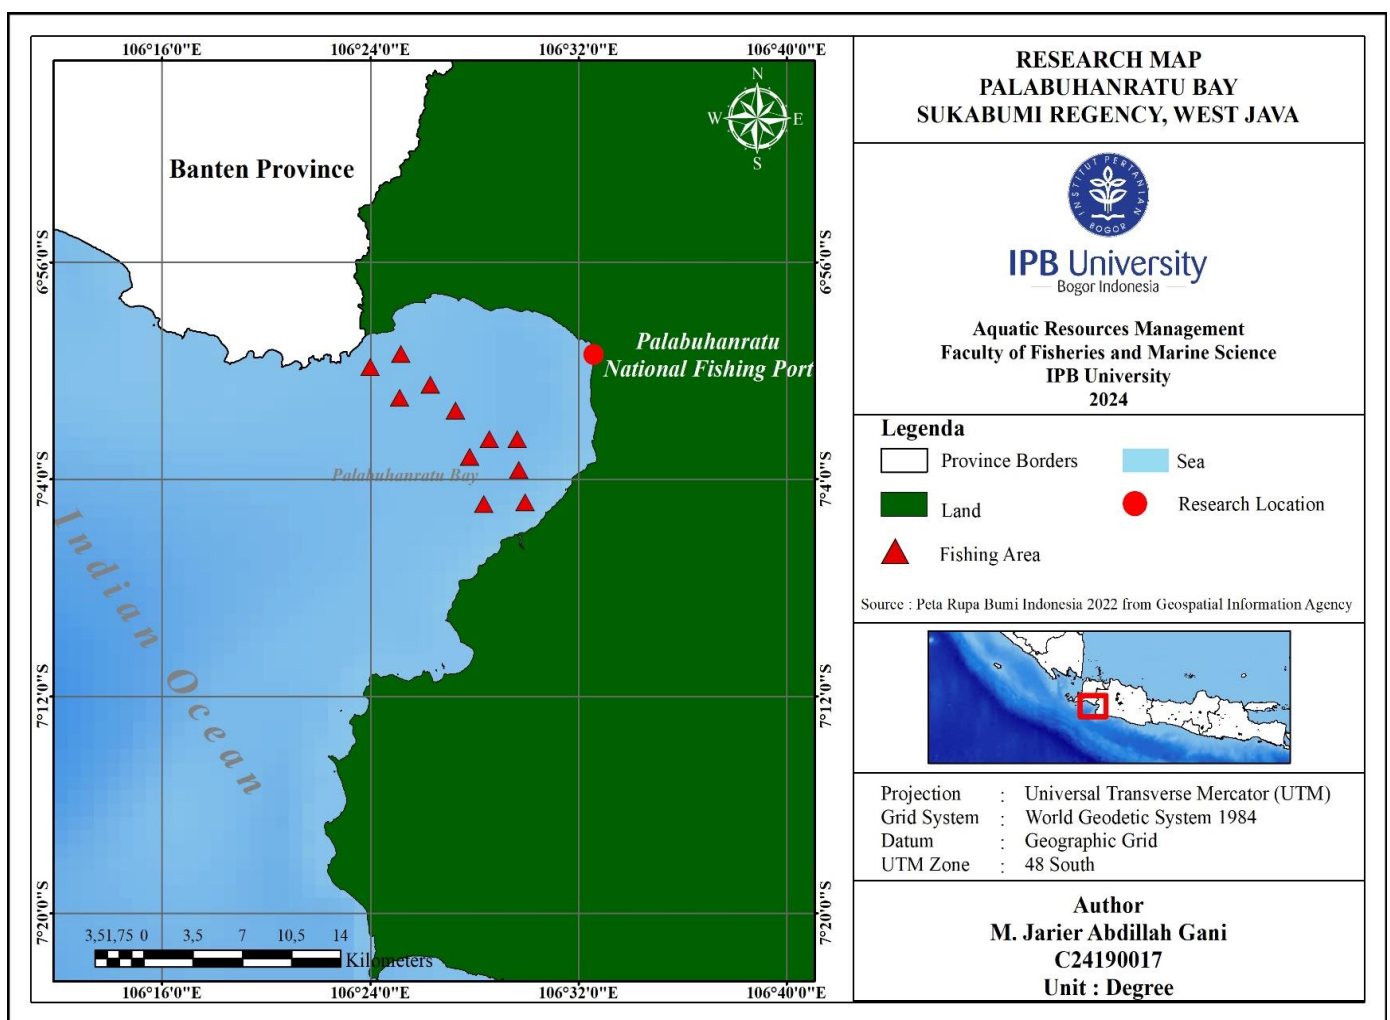 106°16'0"E 106°24'0"E 106°32'0"E 106°40'0"E
N
W E
S
Banten Province
6°56'0"S 6°56'0"S
Palabuhanratu
National Fishing Port
Palabuhanratu Bay
7°4'0"S 7°4'0"S
Indian Ocean
7°12'0"S 7°12'0"S
7°20'0"S 7°20'0"S
3,51,75 0 3,5 7 10,5 14
Kilometers
106°16'0"E 106°24'0"E 106°32'0"E 106°40'0"E
RESEARCH MAP
PALABUHANRATU BAY
SUKABUMI REGENCY, WEST JAVA
INSTITUT PERTANIAN
BOGOR
IPB University
Bogor Indonesia
Aquatic Resources Management
Faculty of Fisheries and Marine Science
IPB University
2024
Legenda
Province Borders
Sea
Land
Research Location
Fishing Area
Source : Peta Rupa Bumi Indonesia 2022 from Geospatial Information Agency
Projection : Universal Transverse Mercator (UTM)
Grid System : World Geodetic System 1984
Datum : Geographic Grid
UTM Zone : 48 South
Author
M. Jarier Abdillah Gani
C24190017
Unit : Degree